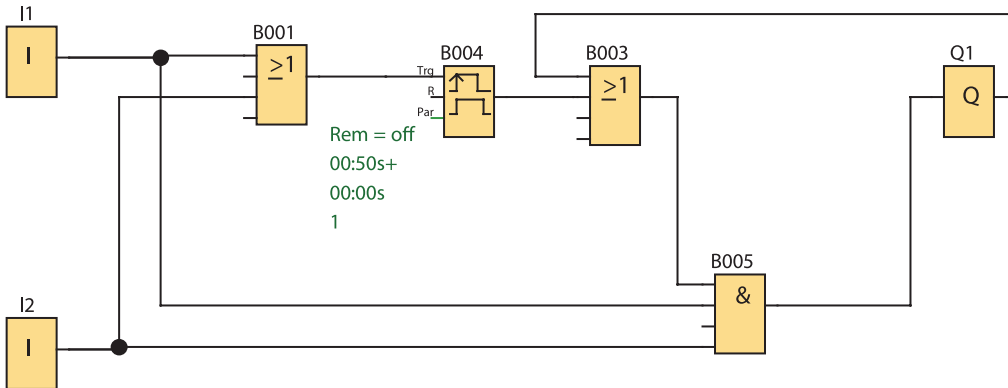 I1
I
B001
≥1
B004
Trg
R
Par
Rem = off
00:50s+
00:00s
1
B003
≥1
Q1
Q
B005
&
I2
I